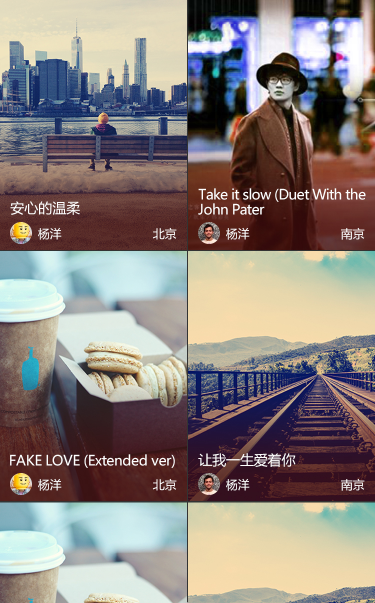 安心的温柔
杨洋 北京
Take it slow (Duet With the
John Pater
杨洋 南京
FAKE LOVE (Extended ver)
杨洋 北京
让我一生爱着你
杨洋 南京